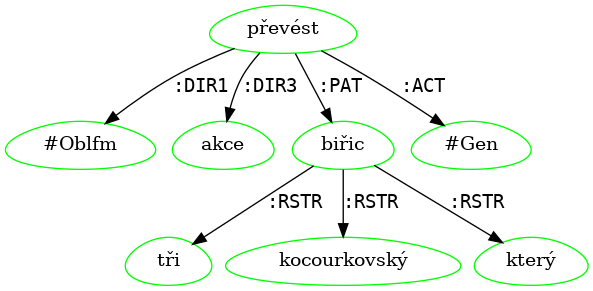 převést
:DIR1 :DIR3 :PAT :ACT
#Oblfm akce biřic #Gen
:RSTR :RSTR :RSTR
tři kocourkovský který